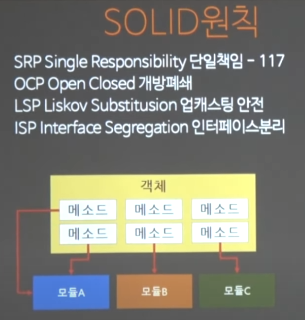 SOLID원칙
SRP Single Responsibility 단일책임 - 117
OCP Open Closed 개방폐쇄
LSP Liskov Substitusion 업캐스팅 안전
ISP Interface Segregation 인터페이스분리
객체
메소드 메소드 메소드
메소드 메소드 메소드
모듈A 모듈B 모듈C